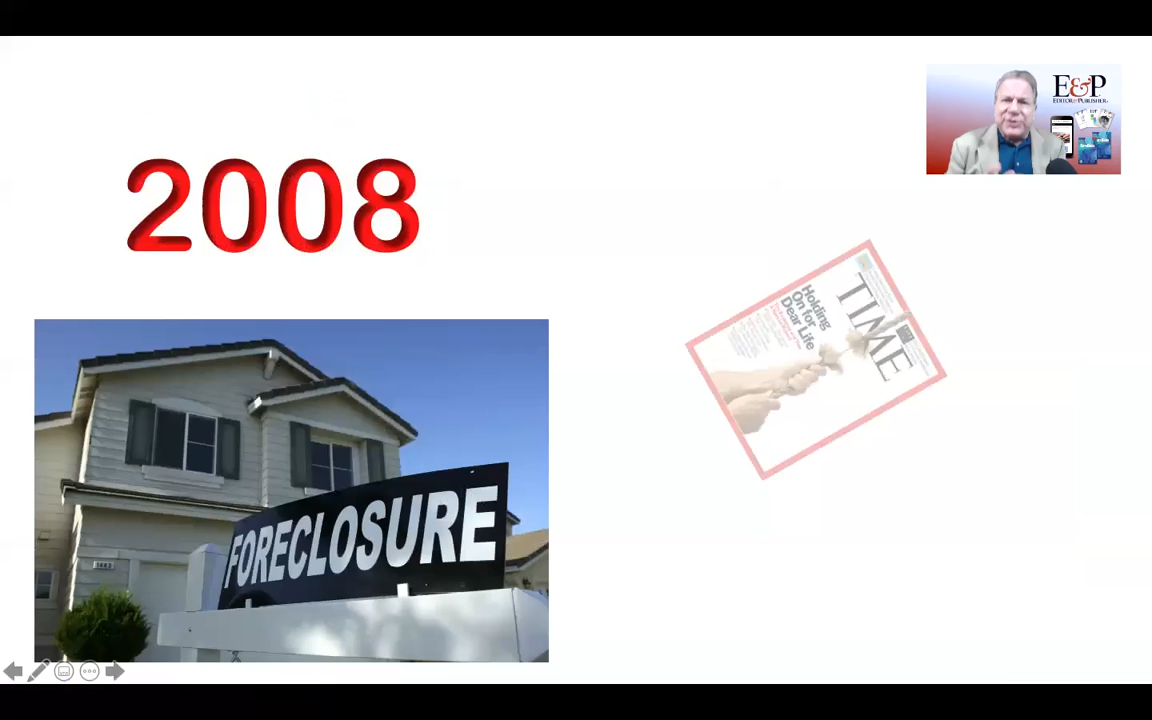 2008
E&P
EDITOR & PUBLISHER
TIME
Holding
On for
Dear Life
FORECLOSURE